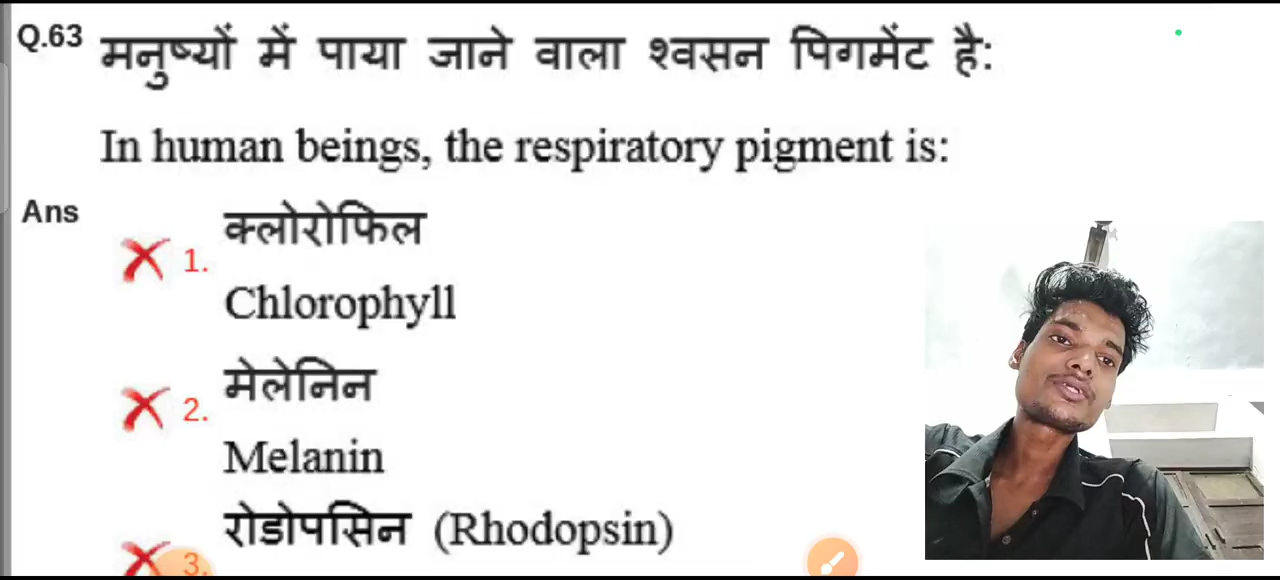 Q.63 मनुष्यों में पाया जाने वाला श्वसन पिगमेंट है:
In human beings, the respiratory pigment is:
Ans
1. क्लोरोफिल
Chlorophyll
2. मेलेनिन
Melanin
3. रोडोपसिन (Rhodopsin)